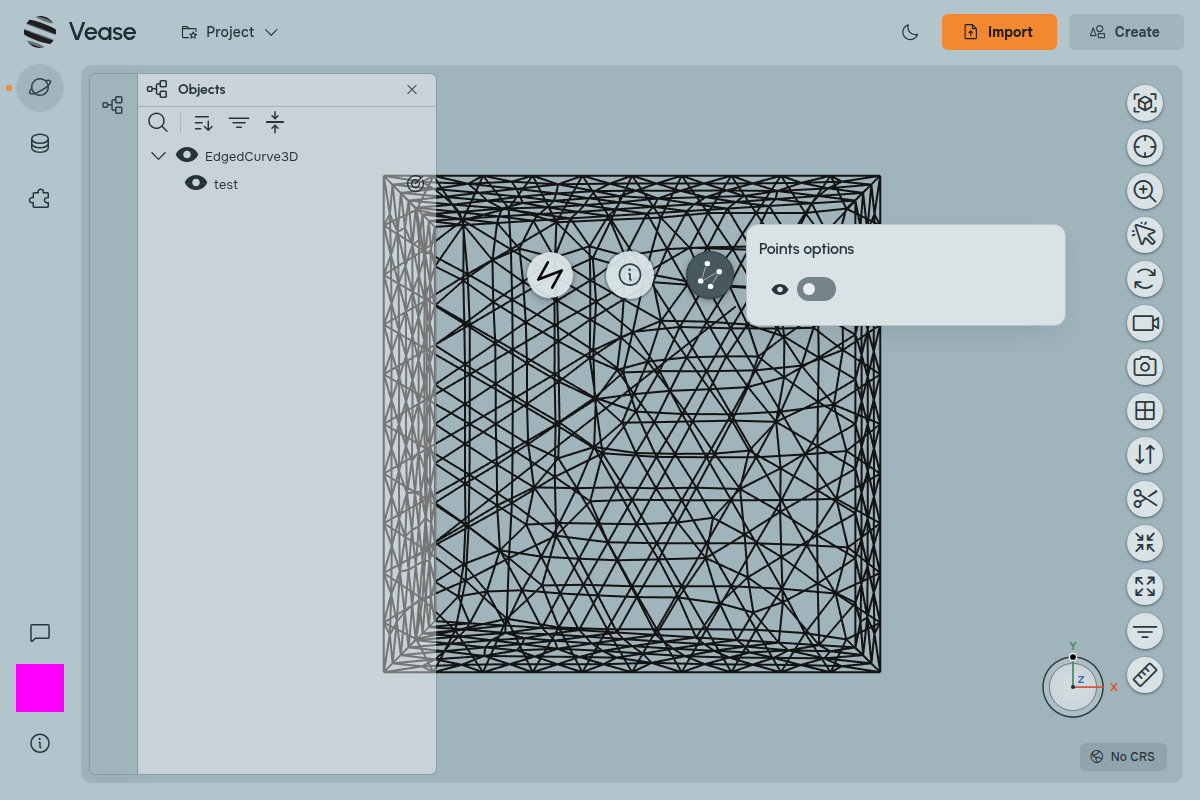 Vease
Project
Import
Create
Objects
EdgedCurve3D
test
Points options
Y
Z
X
No CRS